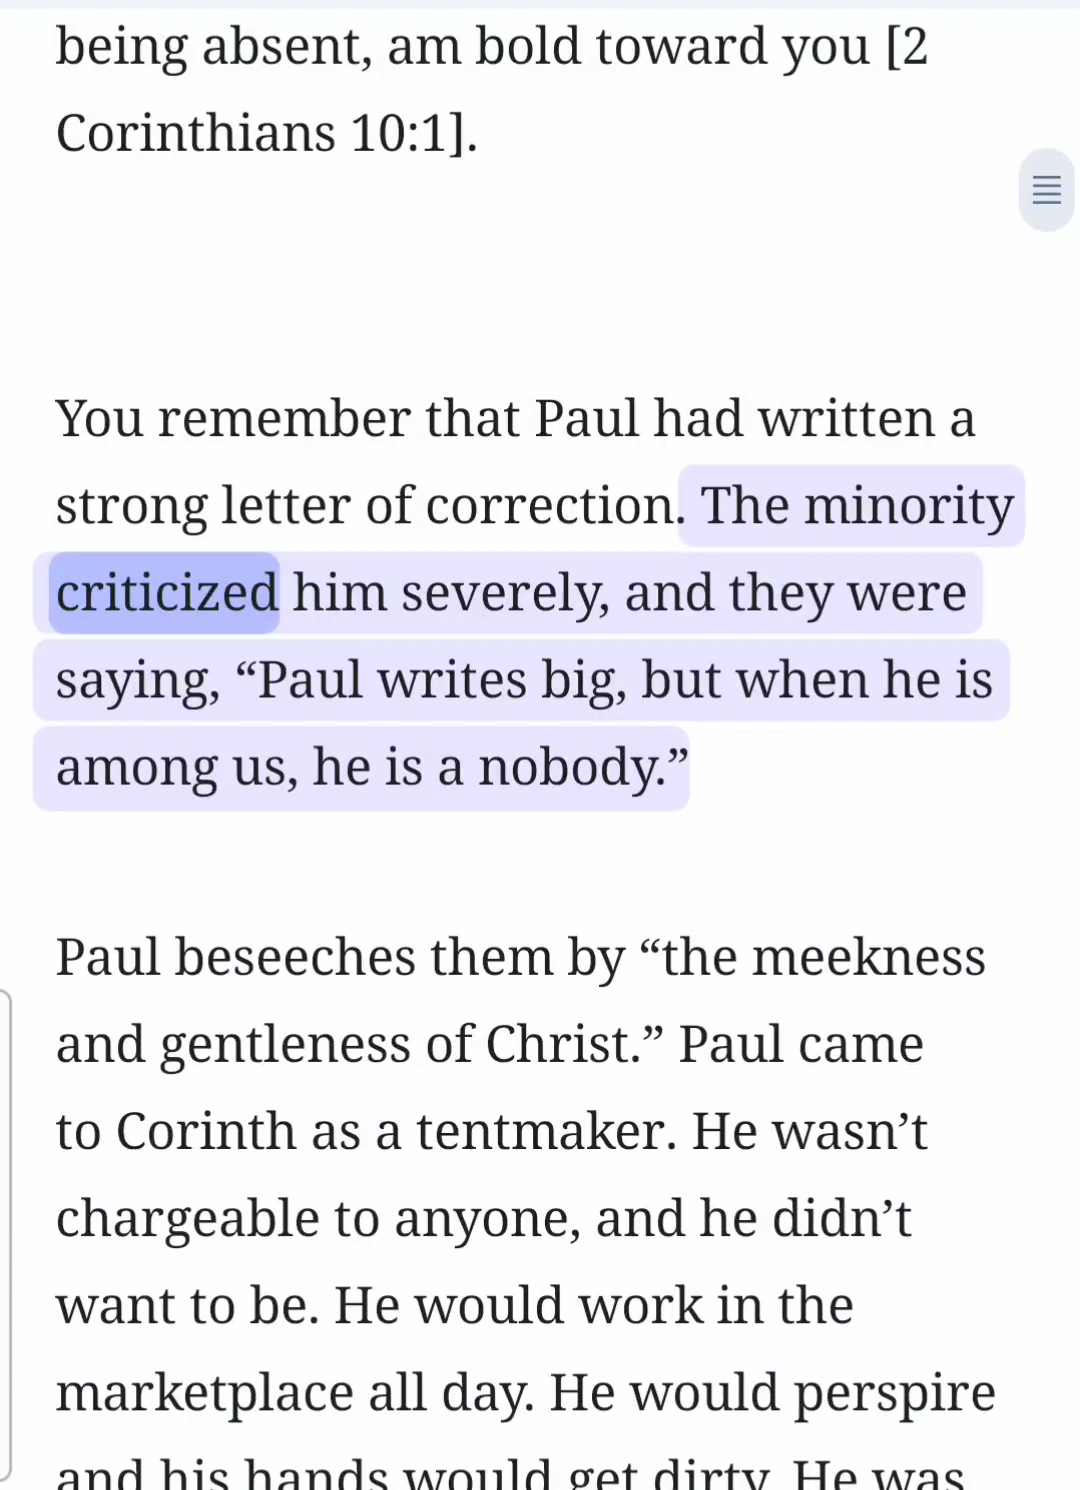 being absent, am bold toward you [2
Corinthians 10:1].
You remember that Paul had written a
strong letter of correction. The minority
criticized him severely, and they were
saying, “Paul writes big, but when he is
among us, he is a nobody.”
Paul beseeches them by “the meekness
and gentleness of Christ.” Paul came
to Corinth as a tentmaker. He wasn’t
chargeable to anyone, and he didn’t
want to be. He would work in the
marketplace all day. He would perspire
and his hands would get dirty. He was